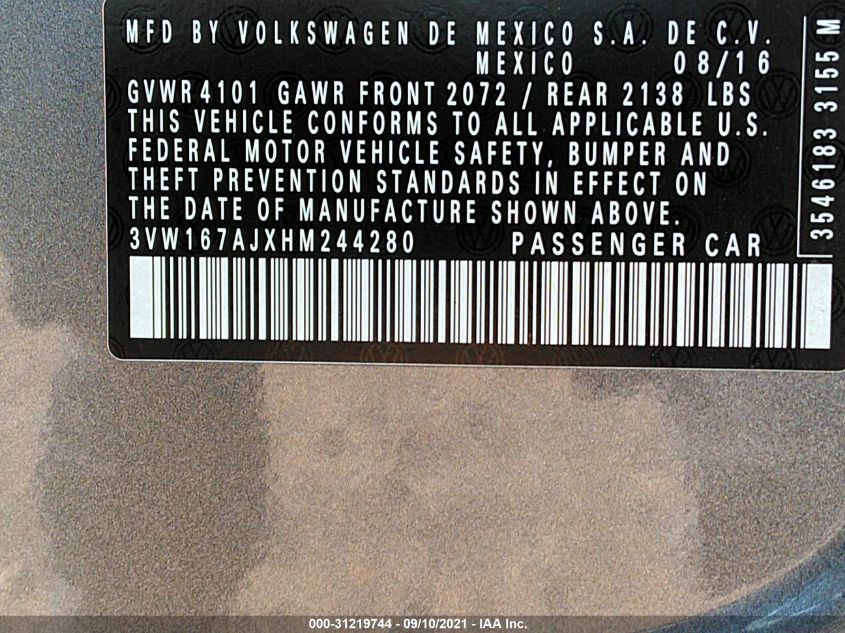 MFD BY VOLKSWAGEN DE MEXICO S.A. DE C.V.
MEXICO 08/16
GVWR 4101 GAWR FRONT 2072 / REAR 2138 LBS
THIS VEHICLE CONFORMS TO ALL APPLICABLE U.S.
FEDERAL MOTOR VEHICLE SAFETY, BUMPER AND
THEFT PREVENTION STANDARDS IN EFFECT ON
THE DATE OF MANUFACTURE SHOWN ABOVE.
3VW167AJXHM244280 PASSENGER CAR
3546183 3155 M
000-31219744 - 09/10/2021 - IAA Inc.